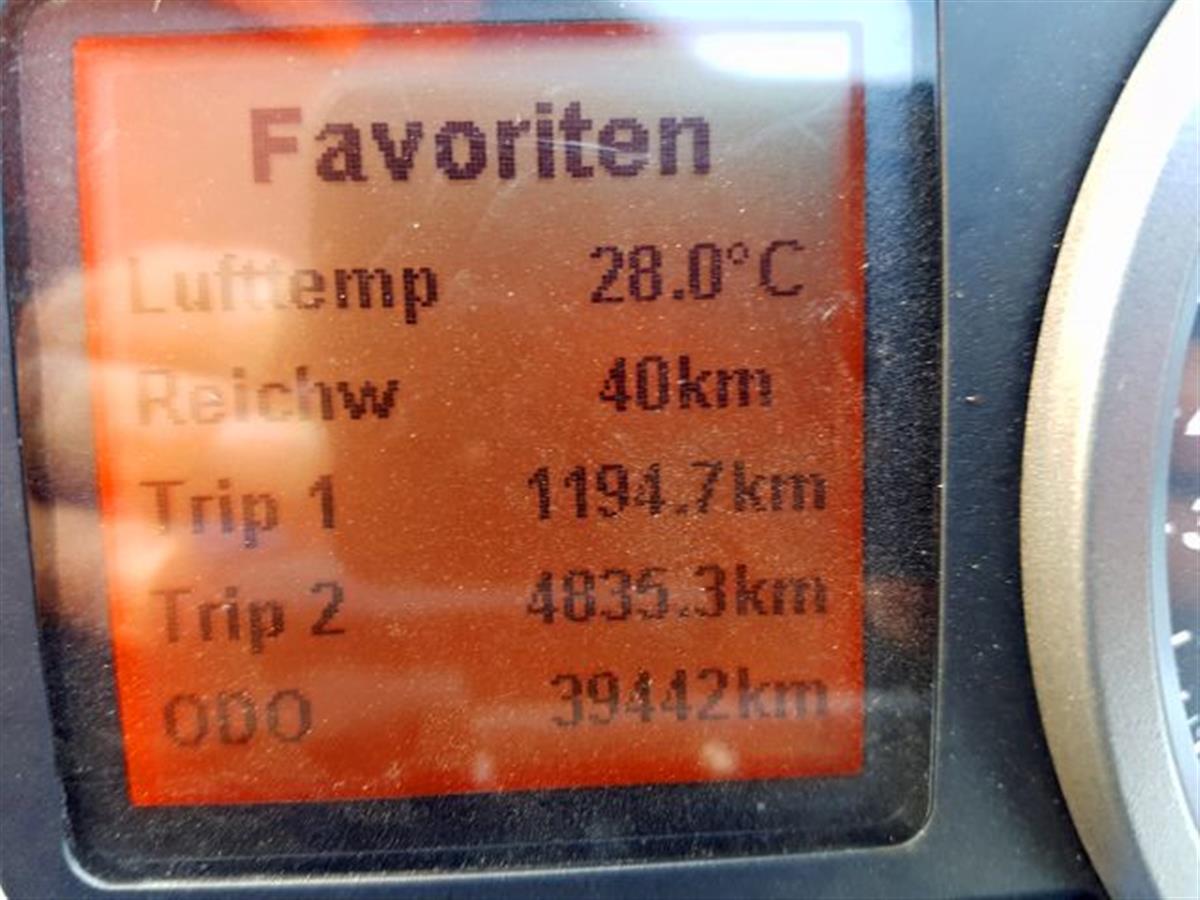 Favoriten
Lufttemp 28.0°C
Reichw 40km
Trip 1 1194.7km
Trip 2 4835.3km
ODO 39442km